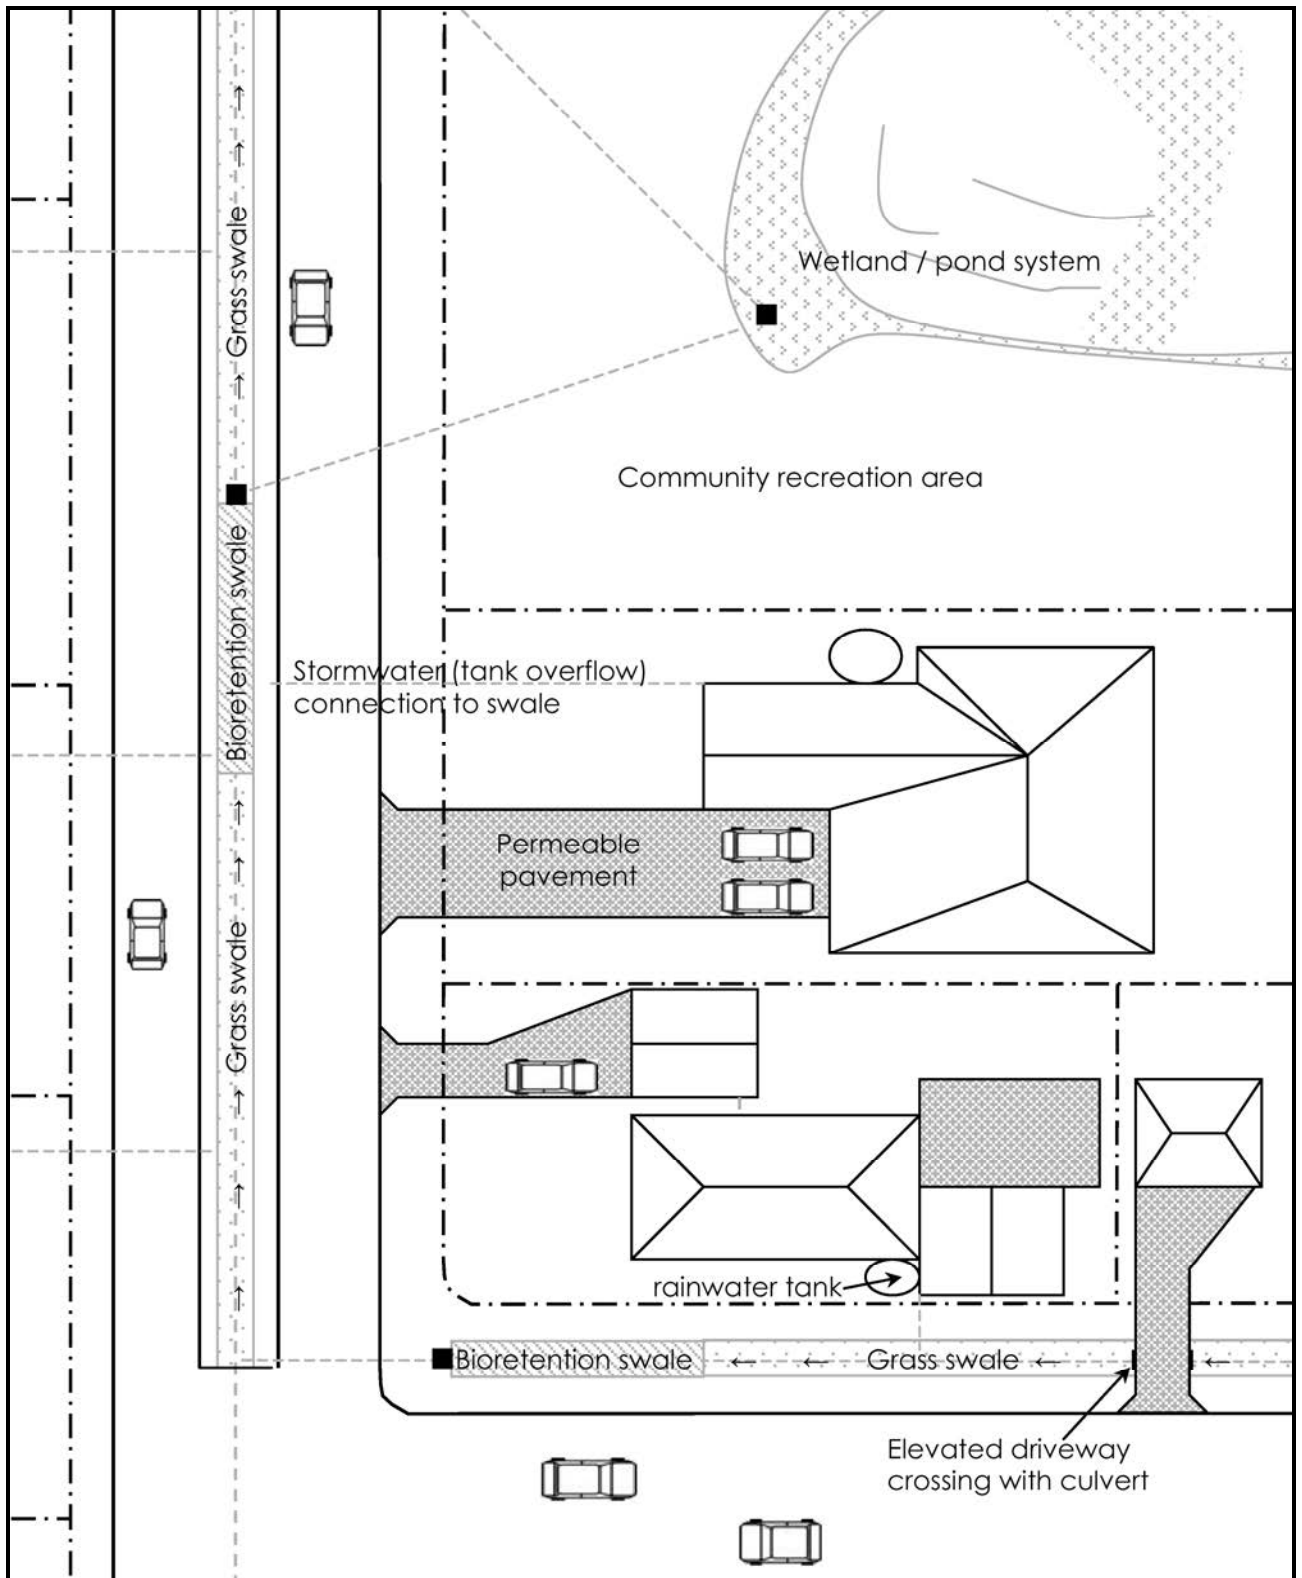 Grass swale
Wetland / pond system
Community recreation area
Bioretention swale
Stormwater (tank overflow)
connection to swale
Permeable
pavement
Grass swale
rainwater tank
Bioretention swale
Grass swale
Elevated driveway
crossing with culvert